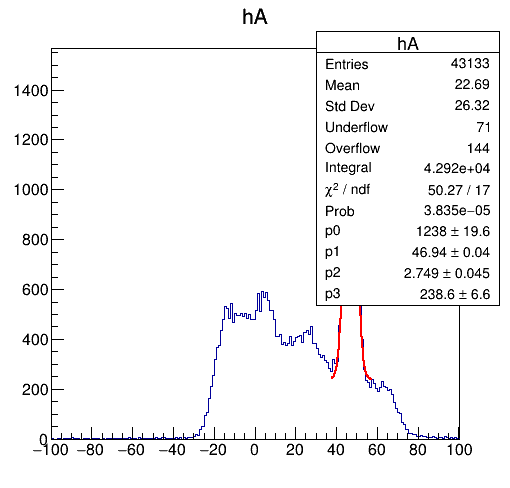 hA
hA
Entries 43133
Mean 22.69
Std Dev 26.32
Underflow 71
Overflow 144
Integral 4.292e+04
χ² / ndf 50.27 / 17
Prob 3.835e−05
p0 1238 ± 19.6
p1 46.94 ± 0.04
p2 2.749 ± 0.045
p3 238.6 ± 6.6
1400
1200
1000
800
600
400
200
0
−100 −80 −60 −40 −20 0 20 40 60 80 100